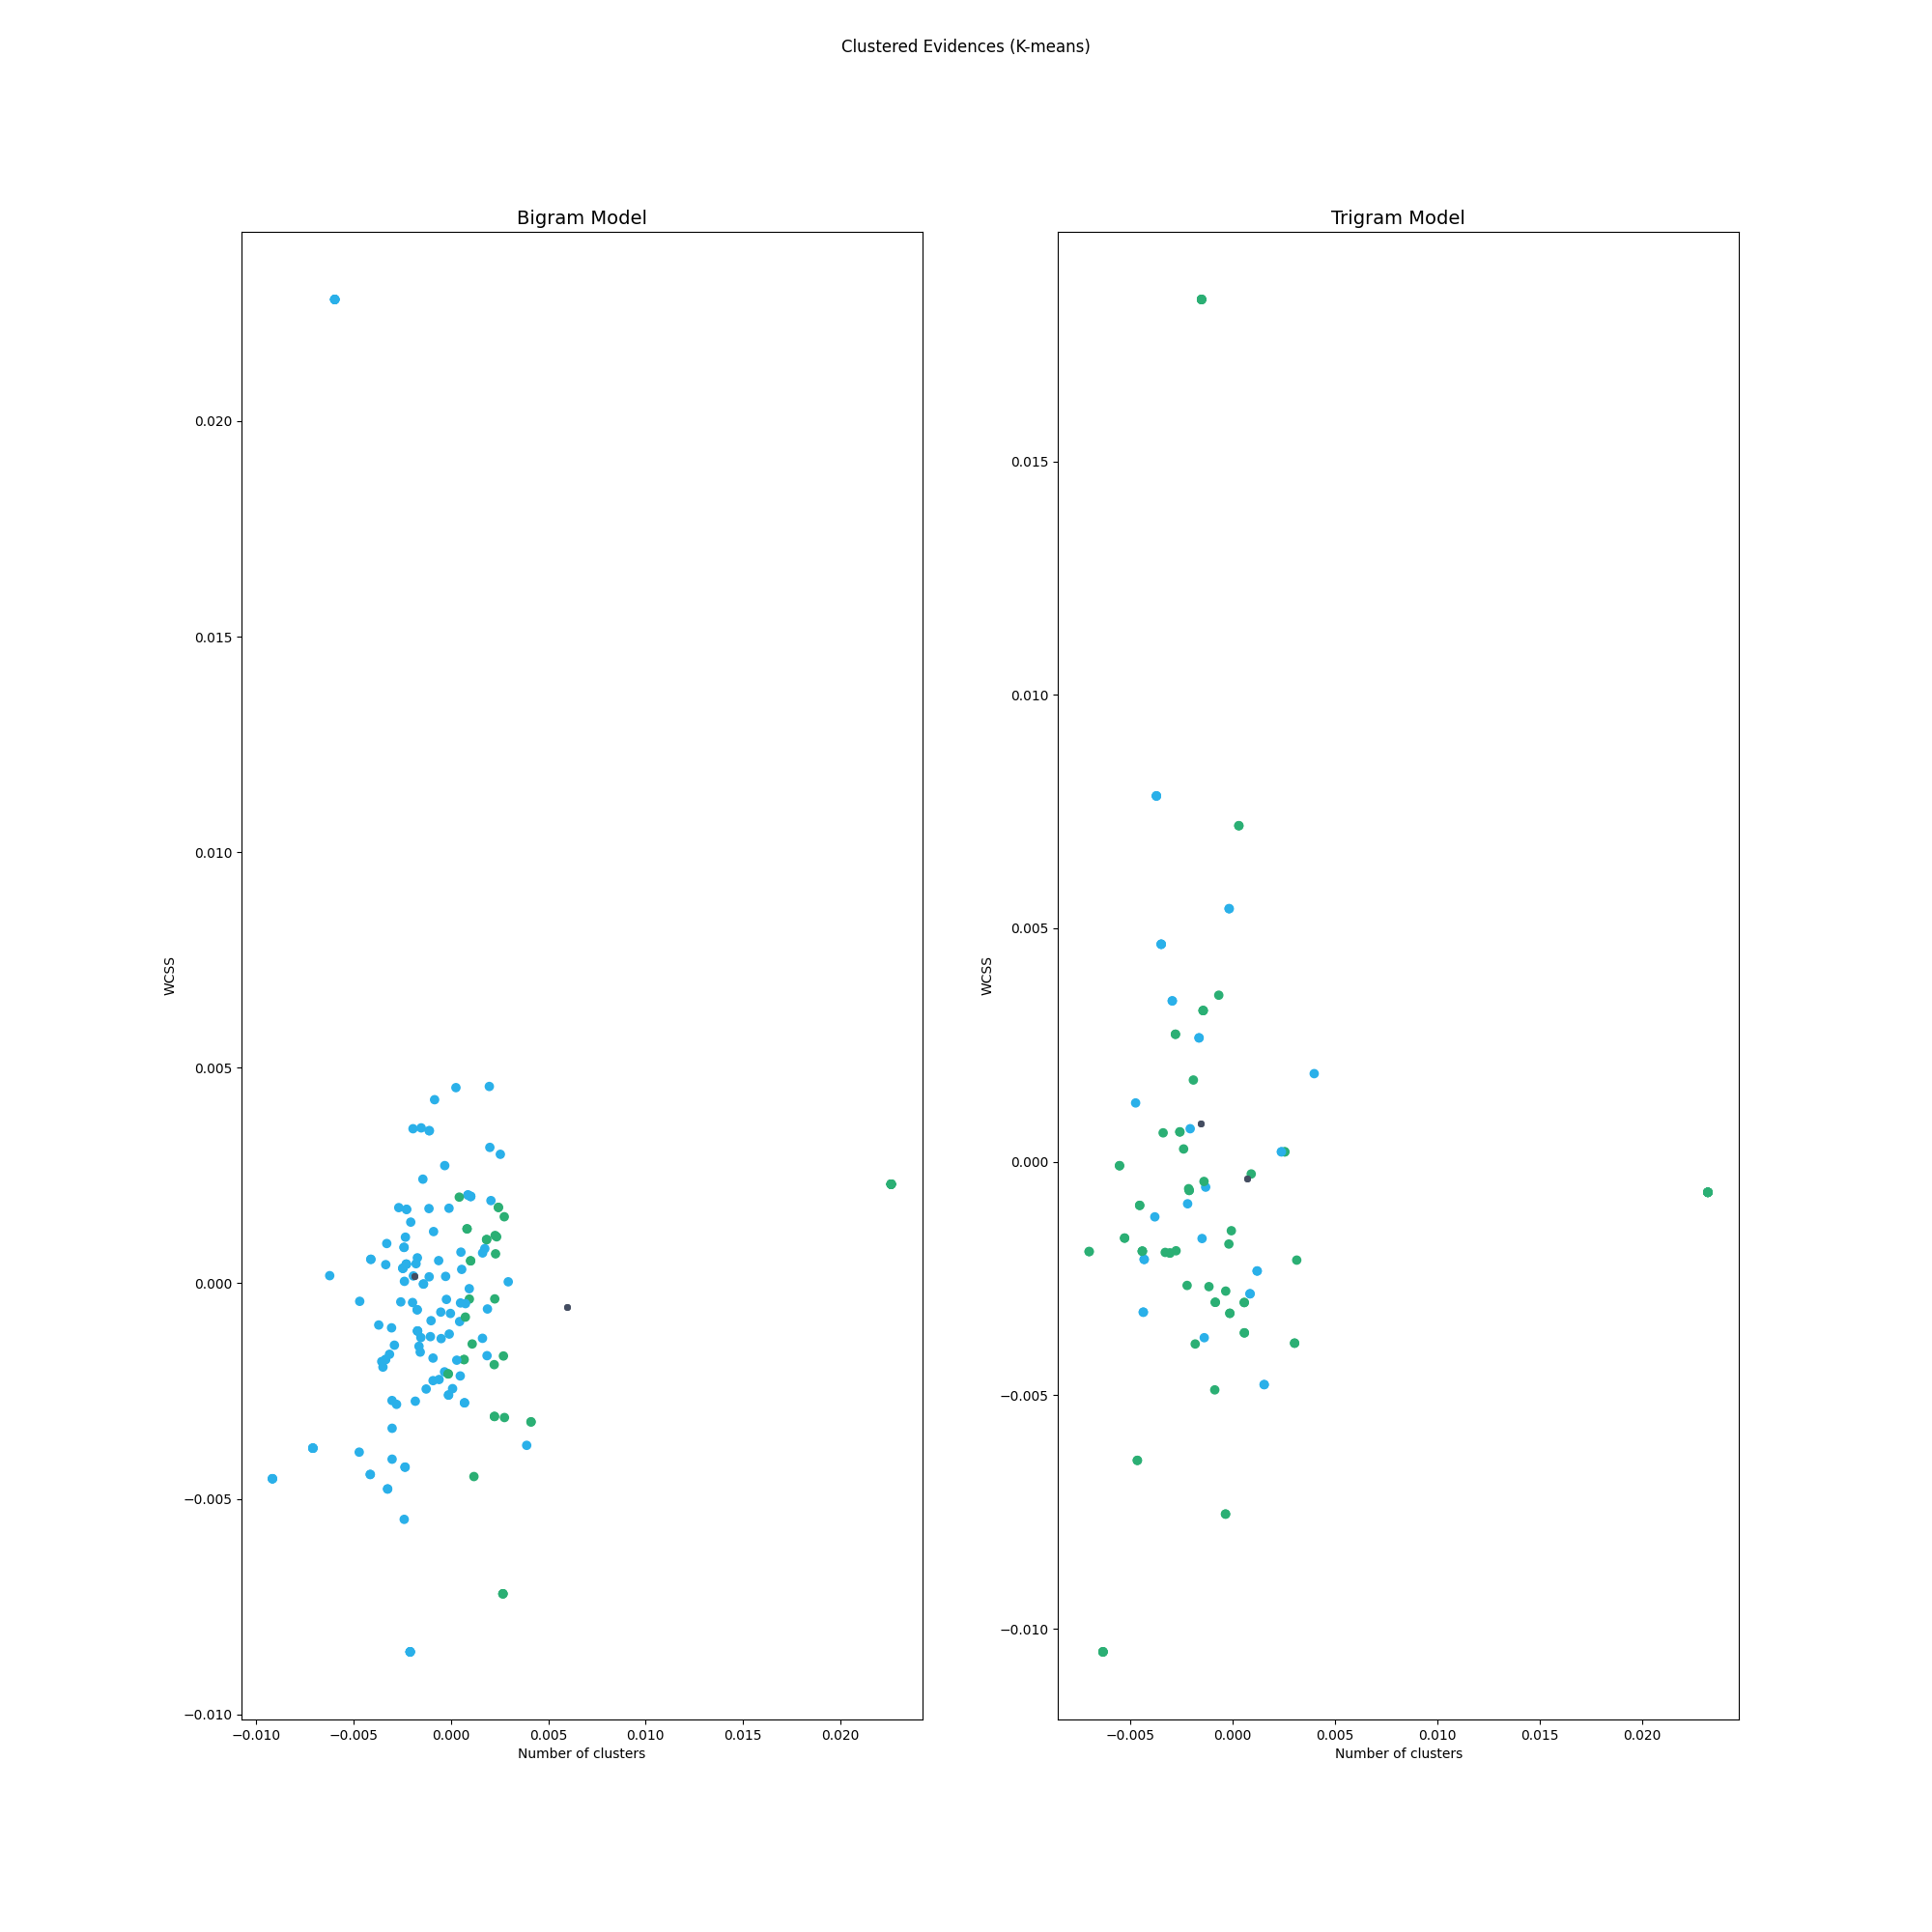 Clustered Evidences (K-means)
Bigram Model
Trigram Model
0.020
0.015
0.010
0.005
0.000
−0.005
−0.010
WCSS
−0.010 −0.005 0.000 0.005 0.010 0.015 0.020
Number of clusters
0.015
0.010
0.005
0.000
−0.005
−0.010
WCSS
−0.005 0.000 0.005 0.010 0.015 0.020
Number of clusters